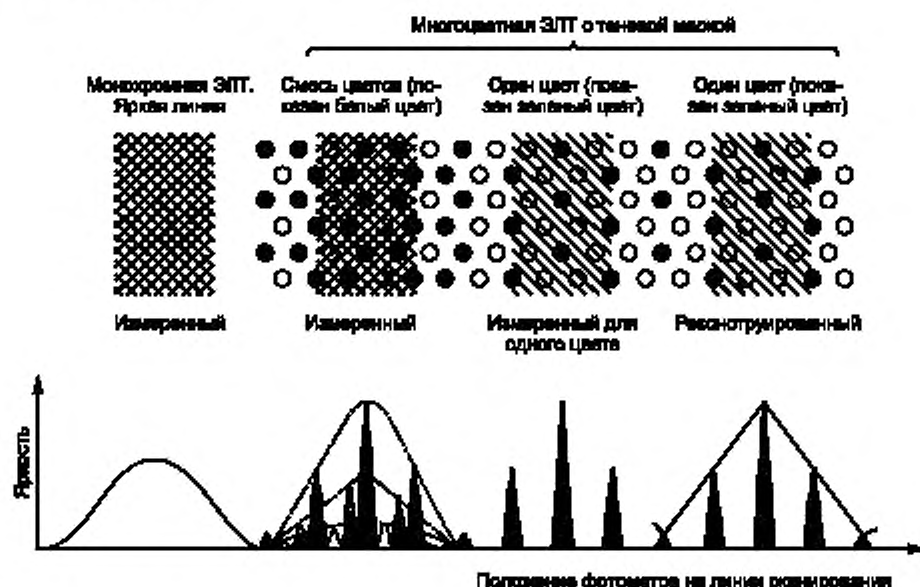 Многоцветная ЭЛТ с теневой маской
Монохромная ЭЛТ.
Яркая линия
Смесь цветов (по-
казан белый цвет)
Один цвет (пока-
зан зеленый цвет)
Один цвет (пока-
зан зеленый цвет)
Измеренный
Измеренный
Измеренный для
одного цвета
Реконструированный
Яркость
Положение фотометра на линии сканирования